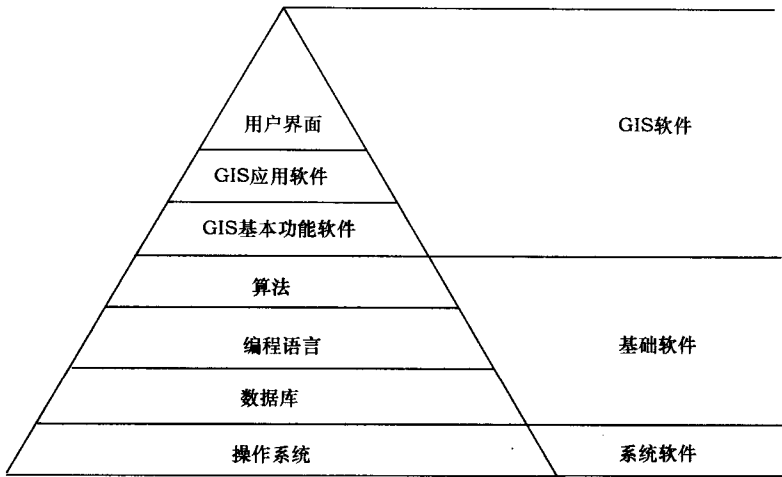 用户界面
GIS软件
GIS应用软件
GIS基本功能软件
算法
编程语言
基础软件
数据库
操作系统
系统软件